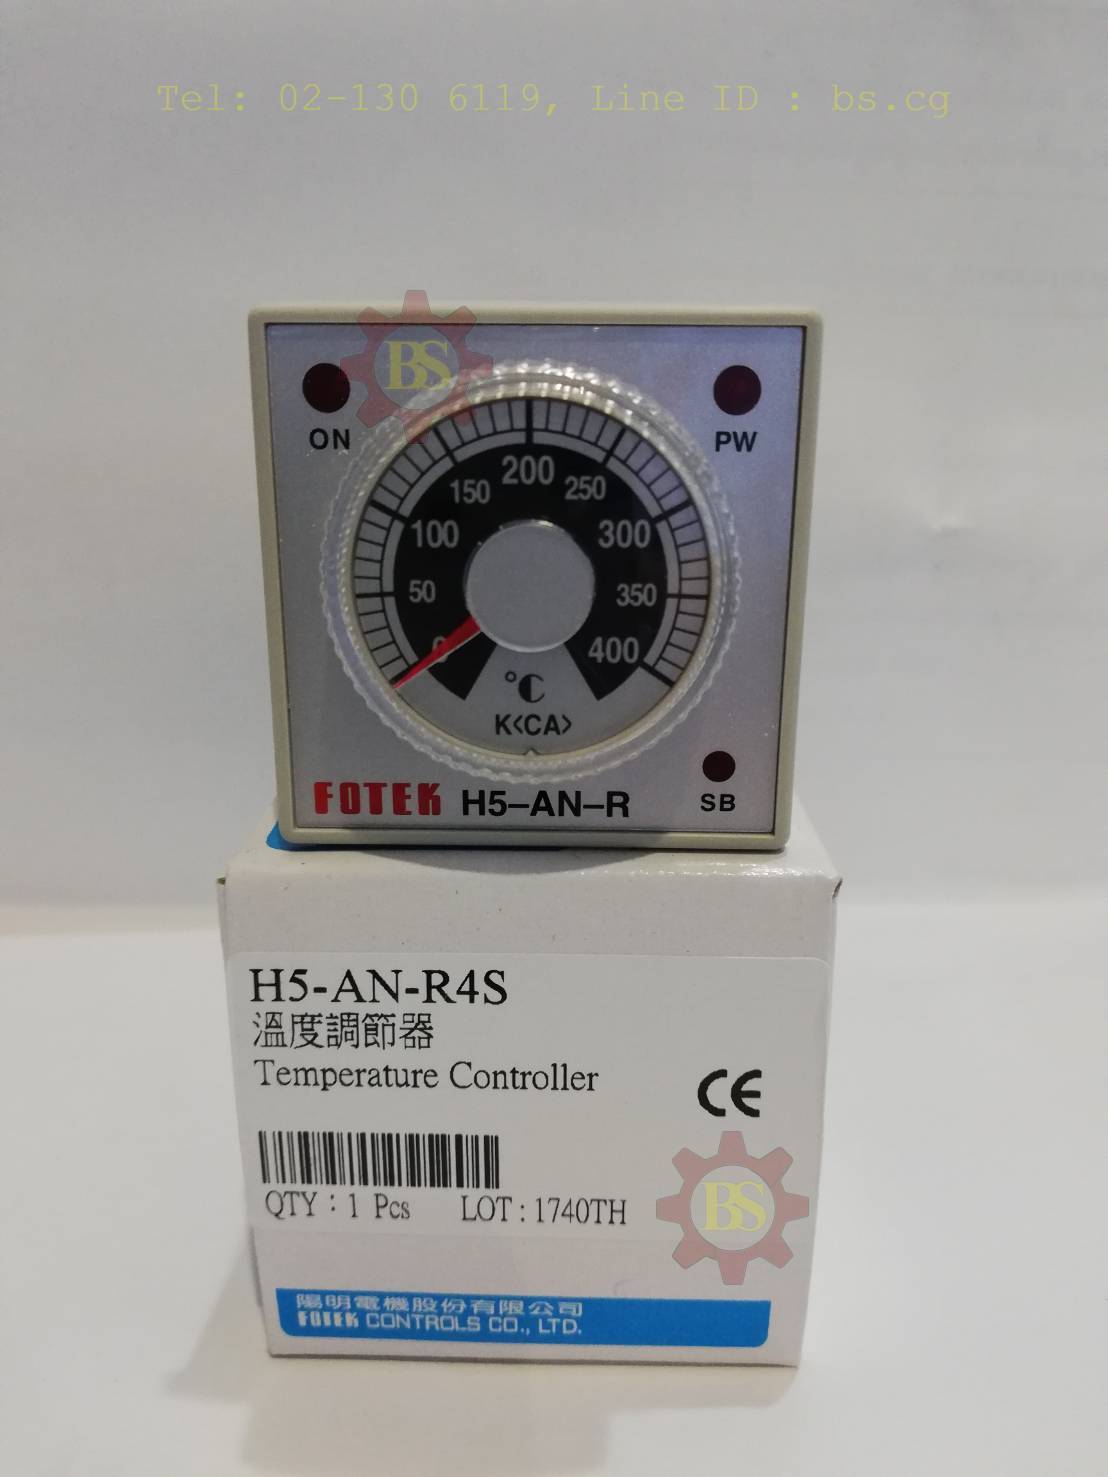 Tel: 02-130 6119, Line ID : bs.cg
BS
ON
PW
200
150 250
100 300
50 350
0 400
°C
K<CA>
SB
FOTEK H5-AN-R
H5-AN-R4S
溫度調節器
Temperature Controller
CE
QTY : 1 Pcs LOT : 1740TH
BS
陽明電機股份有限公司
FOTEK CONTROLS CO., LTD.